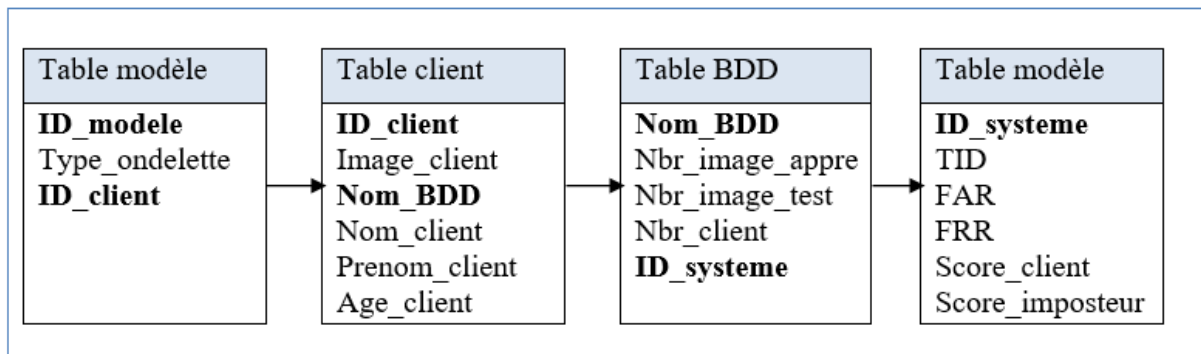 Table modèle
ID_modele
Type_ondelette
ID_client
Table client
ID_client
Image_client
Nom_BDD
Nom_client
Prenom_client
Age_client
Table BDD
Nom_BDD
Nbr_image_appre
Nbr_image_test
Nbr_client
ID_systeme
Table modèle
ID_systeme
TID
FAR
FRR
Score_client
Score_imposteur